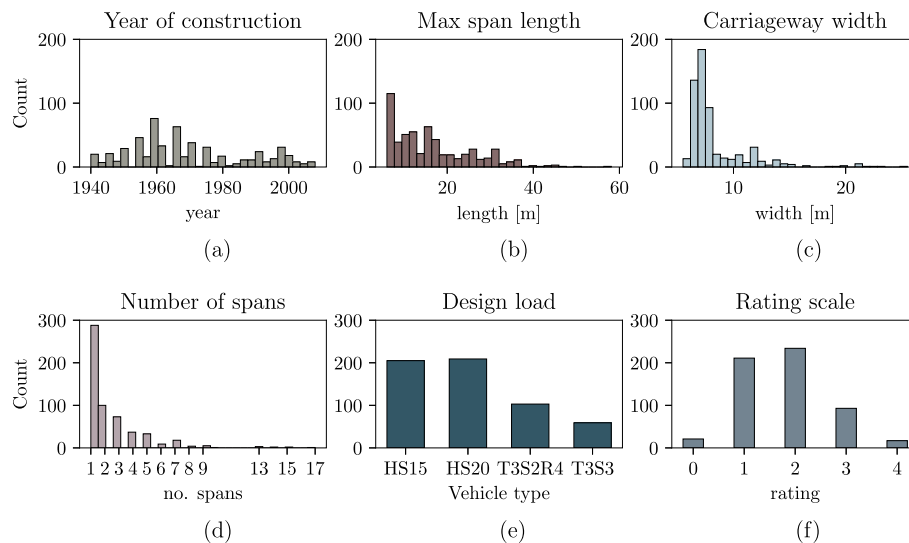 Year of construction
Max span length
Carriageway width
200
100
0
Count
1940 1960 1980 2000
year
(a)
200
100
0
20 40 60
length [m]
(b)
200
100
0
10 20
width [m]
(c)
Number of spans
Design load
Rating scale
300
200
100
0
Count
1 2 3 4 5 6 7 8 9 13 15 17
no. spans
(d)
300
200
100
0
HS15 HS20 T3S2R4 T3S3
Vehicle type
(e)
300
200
100
0
0 1 2 3 4
rating
(f)